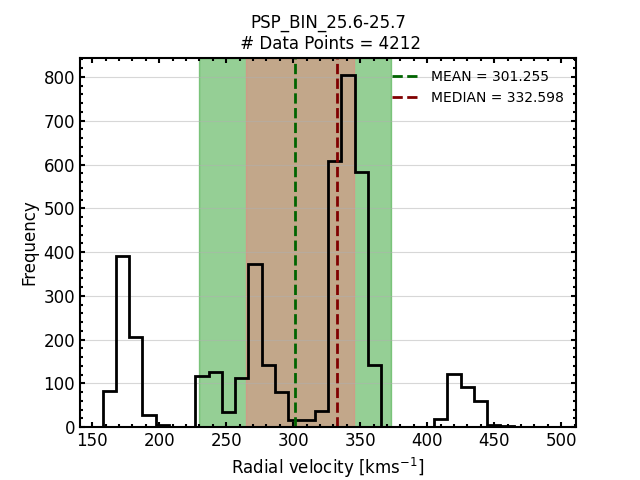 PSP_BIN_25.6-25.7
# Data Points = 4212
MEAN = 301.255
MEDIAN = 332.598
Frequency
800
700
600
500
400
300
200
100
0
150 200 250 300 350 400 450 500
Radial velocity [kms⁻¹]